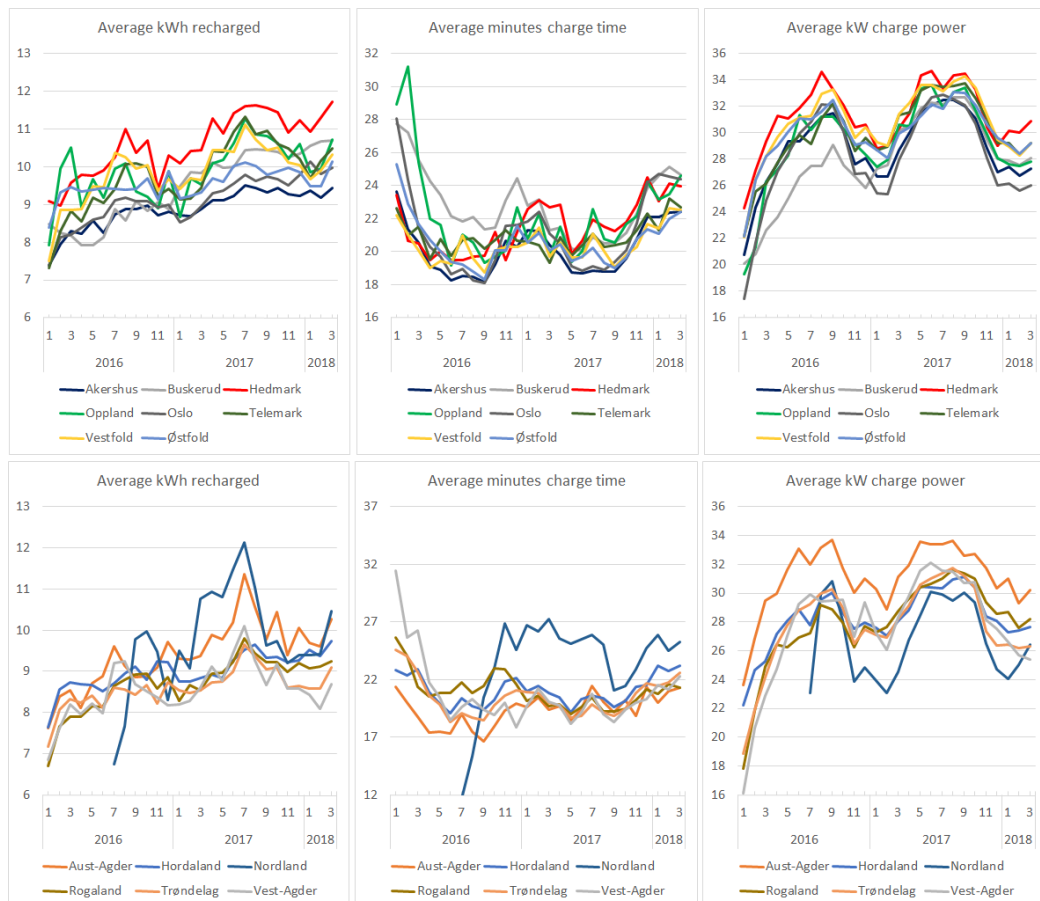 Average kWh recharged
13
12
11
10
9
8
7
6
1 3 5 7 9 11 1 3 5 7 9 11 1 3
2016 2017 2018
Akershus Buskerud Hedmark
Oppland Oslo Telemark
Vestfold Østfold
Average minutes charge time
32
30
28
26
24
22
20
18
16
1 3 5 7 9 11 1 3 5 7 9 11 1 3
2016 2017 2018
Akershus Buskerud Hedmark
Oppland Oslo Telemark
Vestfold Østfold
Average kW charge power
36
34
32
30
28
26
24
22
20
18
16
1 3 5 7 9 11 1 3 5 7 9 11 1 3
2016 2017 2018
Akershus Buskerud Hedmark
Oppland Oslo Telemark
Vestfold Østfold
Average kWh recharged
13
12
11
10
9
8
7
6
1 3 5 7 9 11 1 3 5 7 9 11 1 3
2016 2017 2018
Aust-Agder Hordaland Nordland
Rogaland Trøndelag Vest-Agder
Average minutes charge time
37
32
27
22
17
12
1 3 5 7 9 11 1 3 5 7 9 11 1 3
2016 2017 2018
Aust-Agder Hordaland Nordland
Rogaland Trøndelag Vest-Agder
Average kW charge power
36
34
32
30
28
26
24
22
20
18
16
1 3 5 7 9 11 1 3 5 7 9 11 1 3
2016 2017 2018
Aust-Agder Hordaland Nordland
Rogaland Trøndelag Vest-Agder